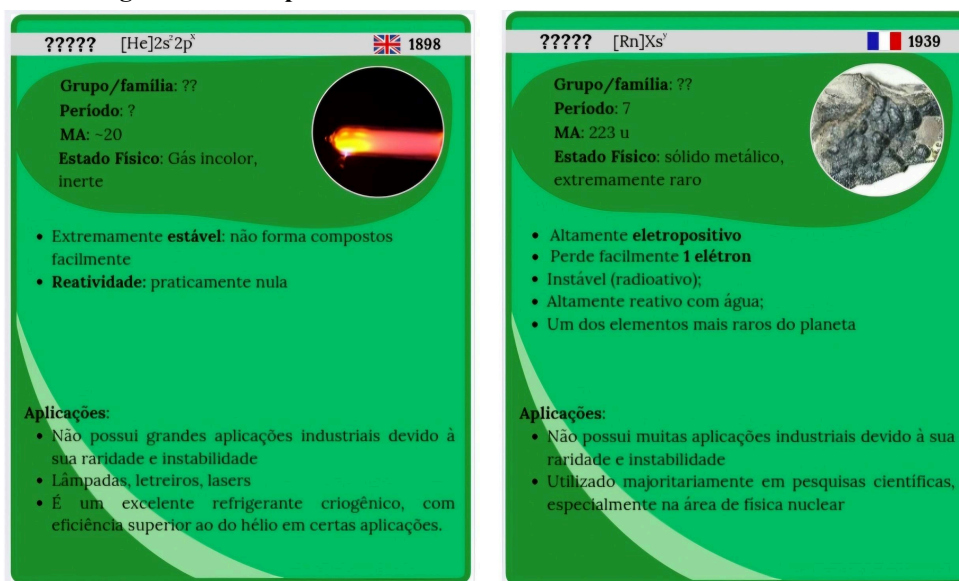 ????? [He]2s²2pˣ 1898
Grupo/família: ??
Período: ?
MA: ~20
Estado Físico: Gás incolor,
inerte
• Extremamente estável: não forma compostos
facilmente
• Reatividade: praticamente nula
Aplicações:
• Não possui grandes aplicações industriais devido à
sua raridade e instabilidade
• Lâmpadas, letreiros, lasers
• É um excelente refrigerante criogênico, com
eficiência superior ao do hélio em certas aplicações.
????? [Rn]Xsʸ 1939
Grupo/família: ??
Período: 7
MA: 223 u
Estado Físico: sólido metálico,
extremamente raro
• Altamente eletropositivo
• Perde facilmente 1 elétron
• Instável (radioativo);
• Altamente reativo com água;
• Um dos elementos mais raros do planeta
Aplicações:
• Não possui muitas aplicações industriais devido à sua
raridade e instabilidade
• Utilizado majoritariamente em pesquisas científicas,
especialmente na área de física nuclear